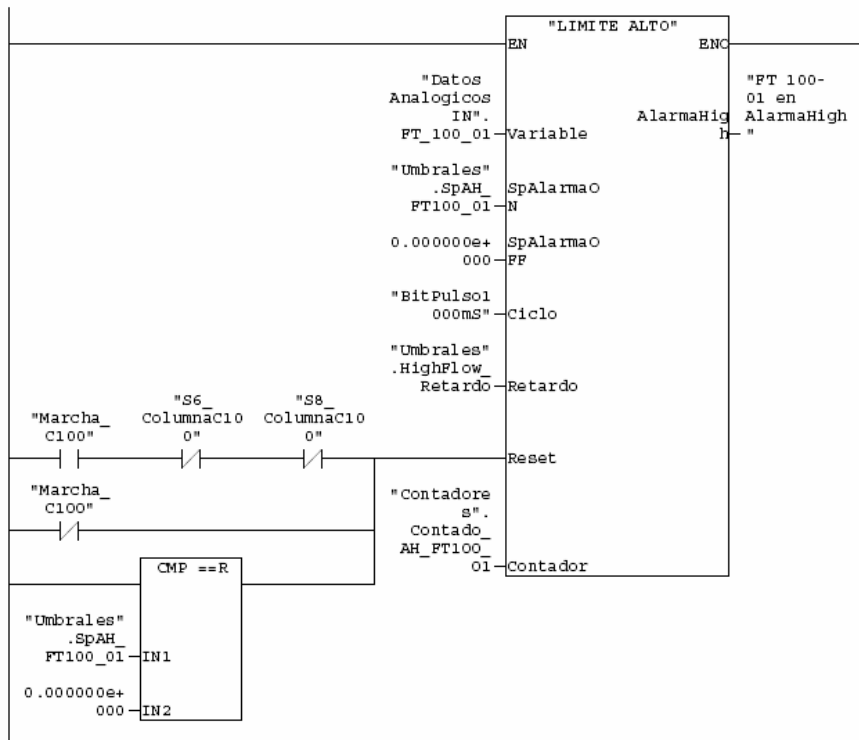 "LIMITE ALTO"
EN
ENO
"Datos
Analogicos
IN".
FT_100_01
Variable
AlarmaHig
h
"FT 100-
01 en
AlarmaHigh
"
"Umbrales"
.SpAH_
FT100_01
SpAlarmaO
N
0.000000e+
000
SpAlarmaO
FF
"BitPulso1
000mS"
Ciclo
"Umbrales"
.HighFlow_
Retardo
Retardo
"Marcha_
C100"
"S6_
ColumnaC10
0"
"S8_
ColumnaC10
0"
Reset
"Marcha_
C100"
"Contadore
s".
Contado_
AH_FT100_
01
Contador
CMP ==R
"Umbrales"
.SpAH_
FT100_01
IN1
0.000000e+
000
IN2